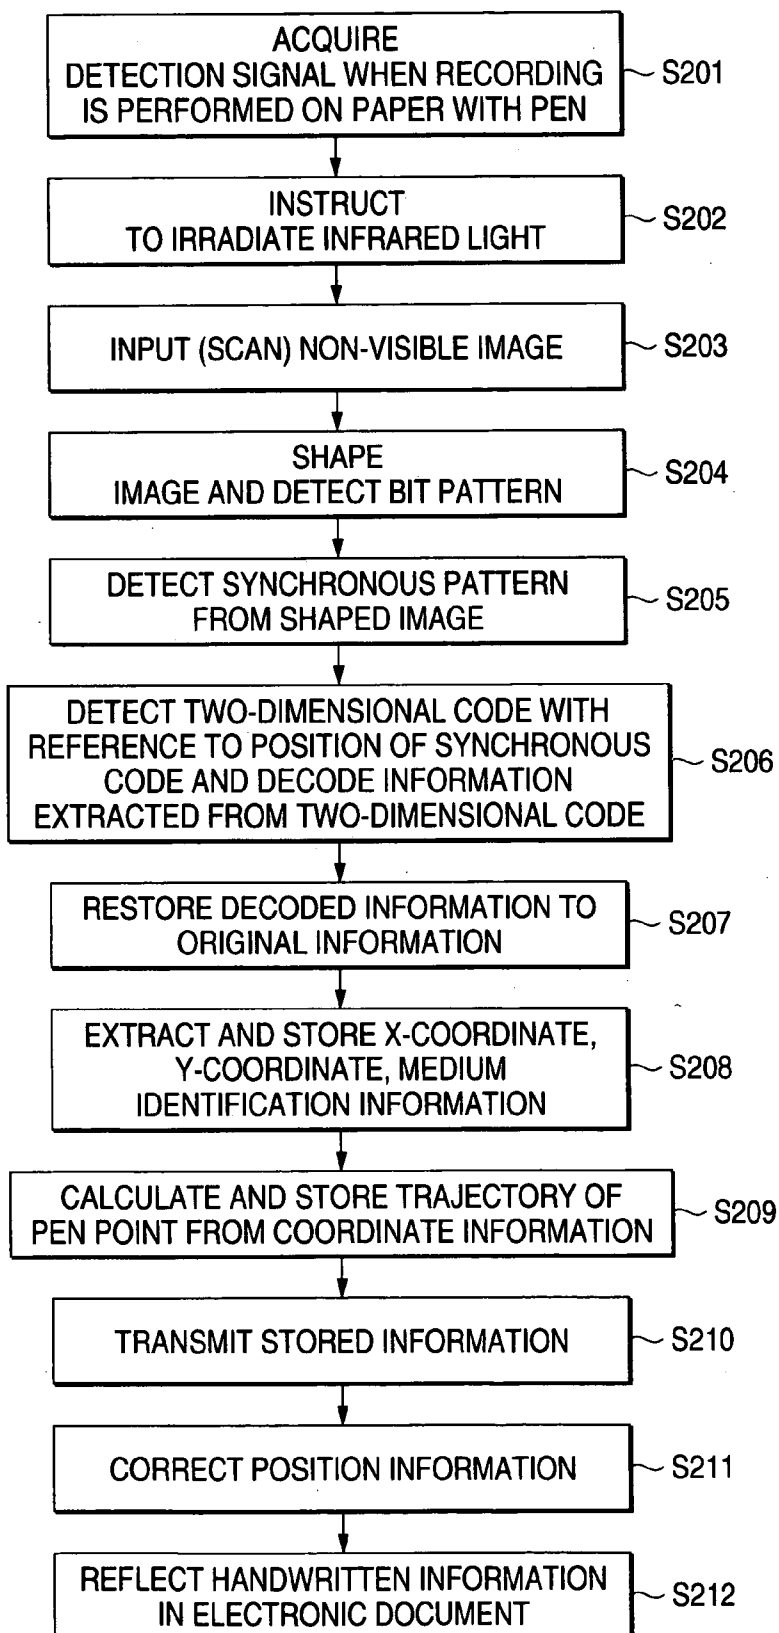 ACQUIRE
DETECTION SIGNAL WHEN RECORDING
IS PERFORMED ON PAPER WITH PEN
S201
INSTRUCT
TO IRRADIATE INFRARED LIGHT
S202
INPUT (SCAN) NON-VISIBLE IMAGE
S203
SHAPE
IMAGE AND DETECT BIT PATTERN
S204
DETECT SYNCHRONOUS PATTERN
FROM SHAPED IMAGE
S205
DETECT TWO-DIMENSIONAL CODE WITH
REFERENCE TO POSITION OF SYNCHRONOUS
CODE AND DECODE INFORMATION
EXTRACTED FROM TWO-DIMENSIONAL CODE
S206
RESTORE DECODED INFORMATION TO
ORIGINAL INFORMATION
S207
EXTRACT AND STORE X-COORDINATE,
Y-COORDINATE, MEDIUM
IDENTIFICATION INFORMATION
S208
CALCULATE AND STORE TRAJECTORY OF
PEN POINT FROM COORDINATE INFORMATION
S209
TRANSMIT STORED INFORMATION
S210
CORRECT POSITION INFORMATION
S211
REFLECT HANDWRITTEN INFORMATION
IN ELECTRONIC DOCUMENT
S212